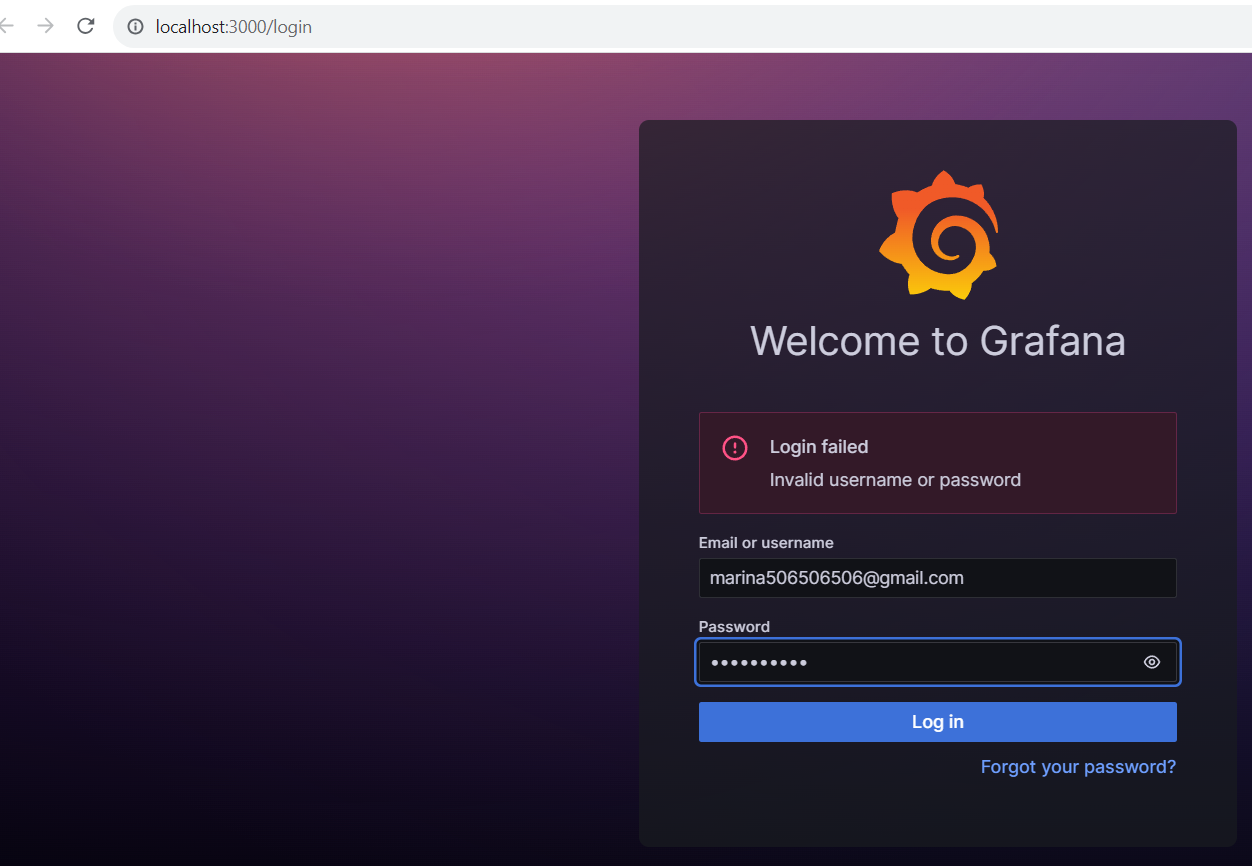 localhost:3000/login
Welcome to Grafana
Login failed
Invalid username or password
Email or username
marina506506506@gmail.com
Password
••••••••••
Log in
Forgot your password?